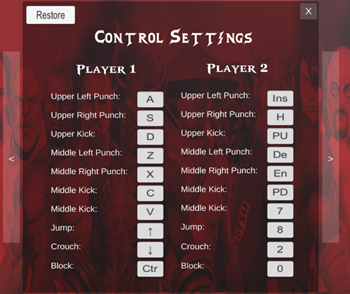 Restore
X
Control Settings
Player 1 Player 2
Upper Left Punch: A Upper Left Punch: Ins
Upper Right Punch: S Upper Right Punch: H
Upper Kick: D Upper Kick: PU
Middle Left Punch: Z Middle Left Punch: De
Middle Right Punch: X Middle Right Punch: En
Middle Kick: C Middle Kick: PD
Middle Kick: V Middle Kick: 7
Jump: ↑ Jump: 8
Crouch: ↓ Crouch: 2
Block: Ctr Block: 0
< >